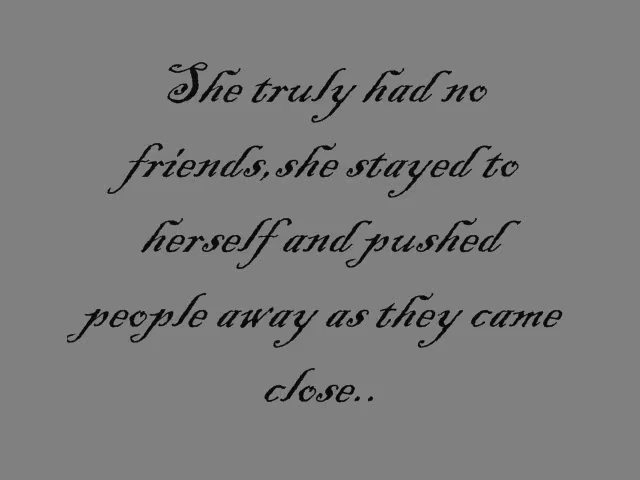 She truly had no
friends,she stayed to
herself and pushed
people away as they came
close..